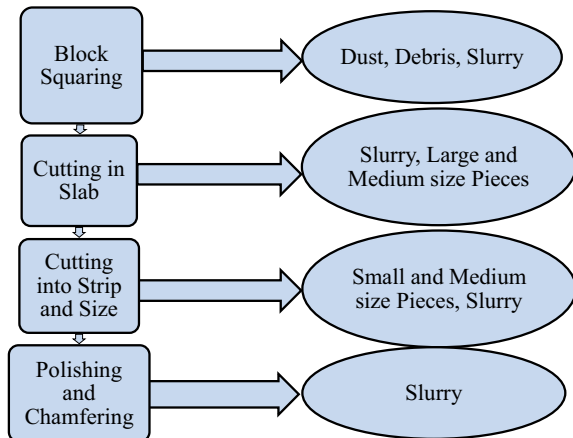 Block
Squaring
Dust, Debris, Slurry
Cutting in
Slab
Slurry, Large and
Medium size Pieces
Cutting
into Strip
and Size
Small and Medium
size Pieces, Slurry
Polishing
and
Chamfering
Slurry